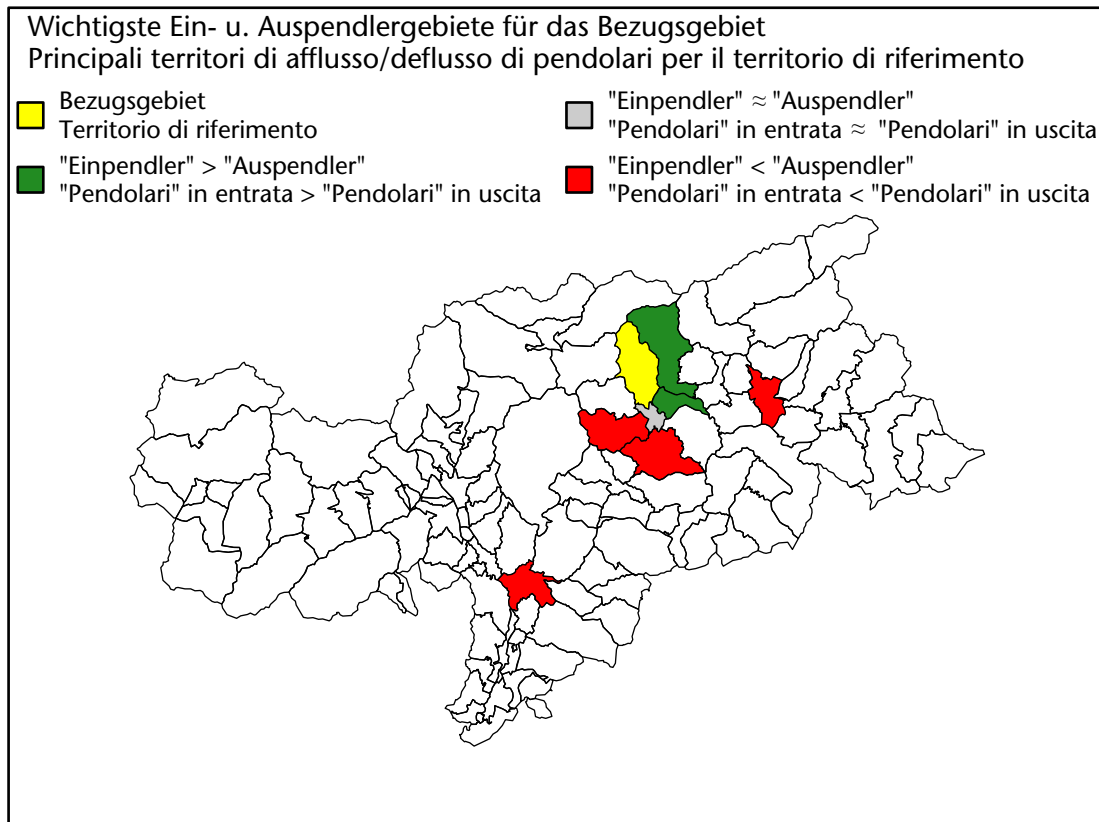 Wichtigste Ein- u. Auspendlergebiete für das Bezugsgebiet
Principali territori di afflusso/deflusso di pendolari per il territorio di riferimento
Bezugsgebiet
Territorio di riferimento
"Einpendler" > "Auspendler"
"Pendolari" in entrata > "Pendolari" in uscita
"Einpendler" ≈ "Auspendler"
"Pendolari" in entrata ≈ "Pendolari" in uscita
"Einpendler" < "Auspendler"
"Pendolari" in entrata < "Pendolari" in uscita